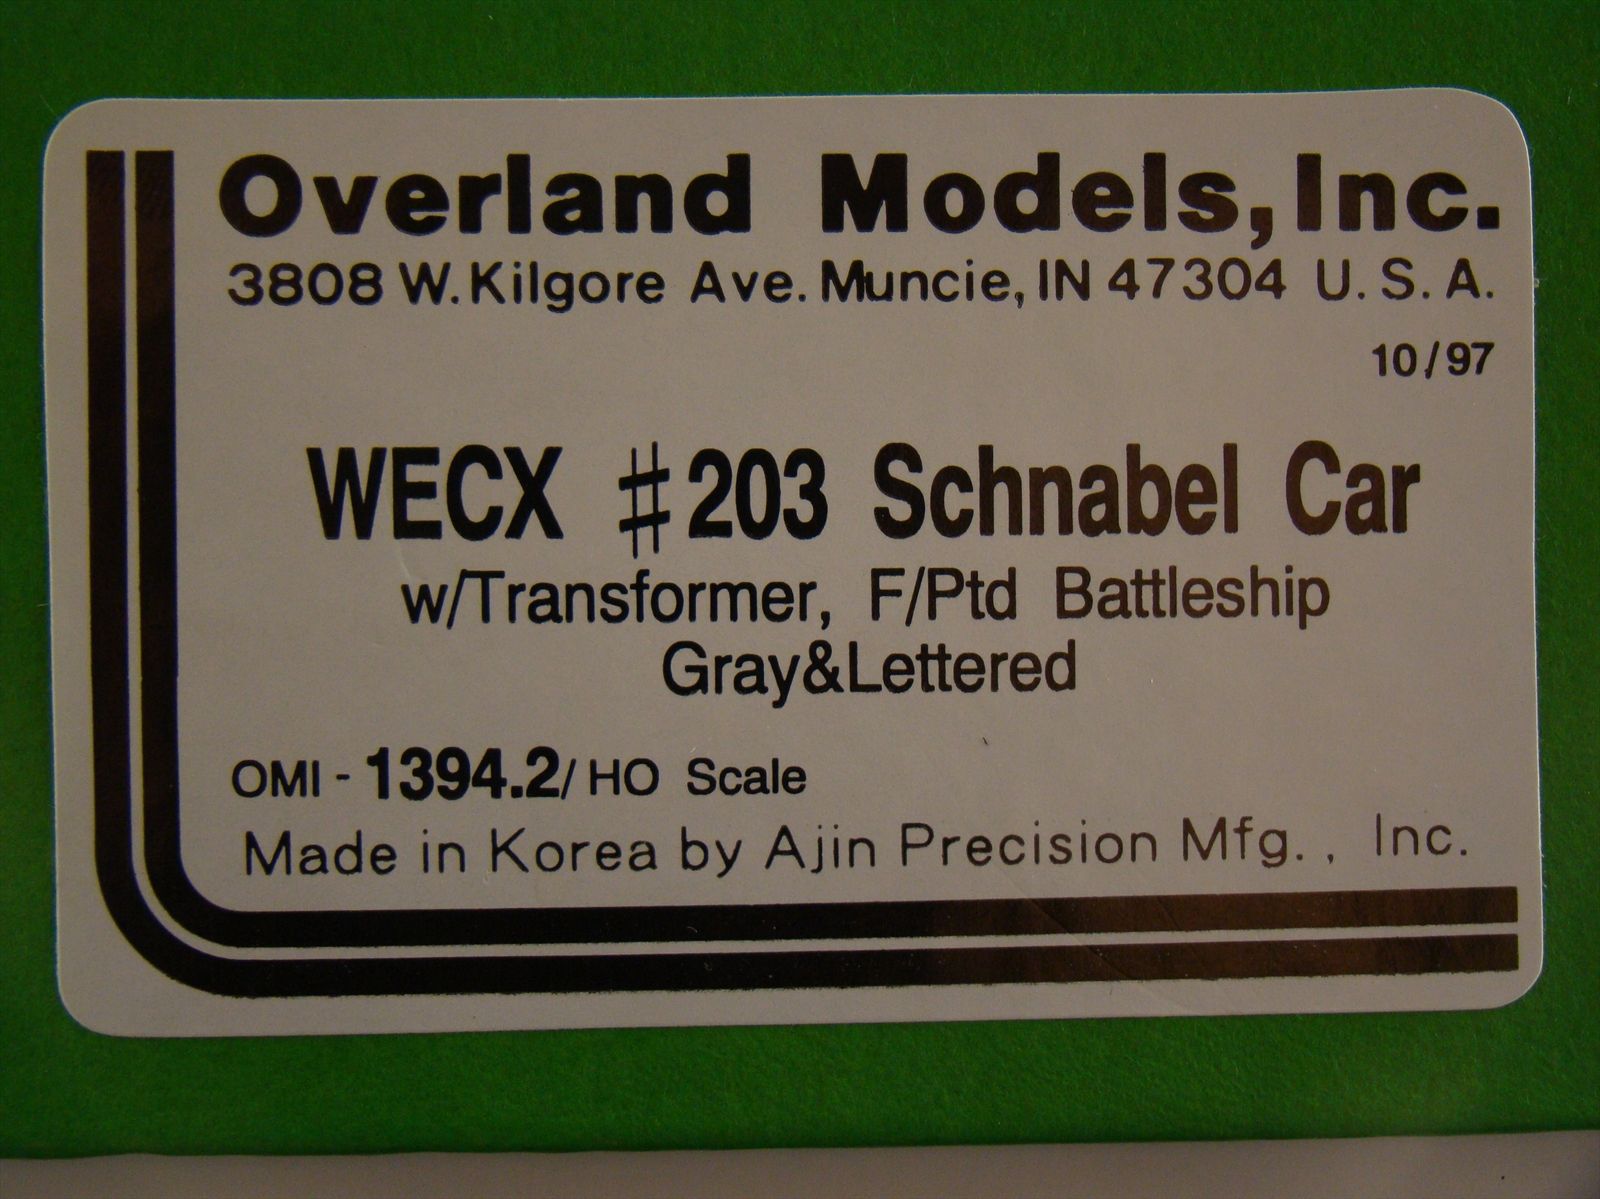 Overland Models, Inc.
3808 W. Kilgore Ave. Muncie, IN 47304 U. S. A.
10/97
WECX #203 Schnabel Car
w/Transformer, F/Ptd Battleship
Gray&Lettered
OMI - 1394.2/ HO Scale
Made in Korea by Ajin Precision Mfg. , Inc.